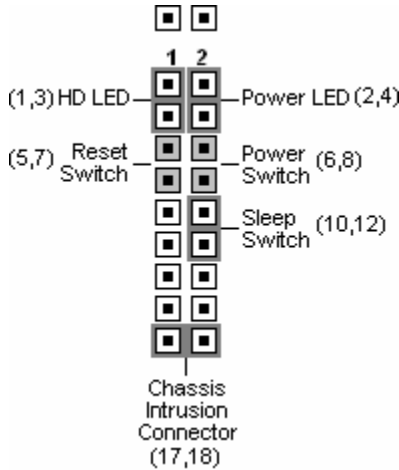 1 2
(1,3) HD LED
Power LED (2,4)
(5,7) Reset Switch
Power Switch (6,8)
Sleep Switch (10,12)
Chassis
Intrusion
Connector
(17,18)